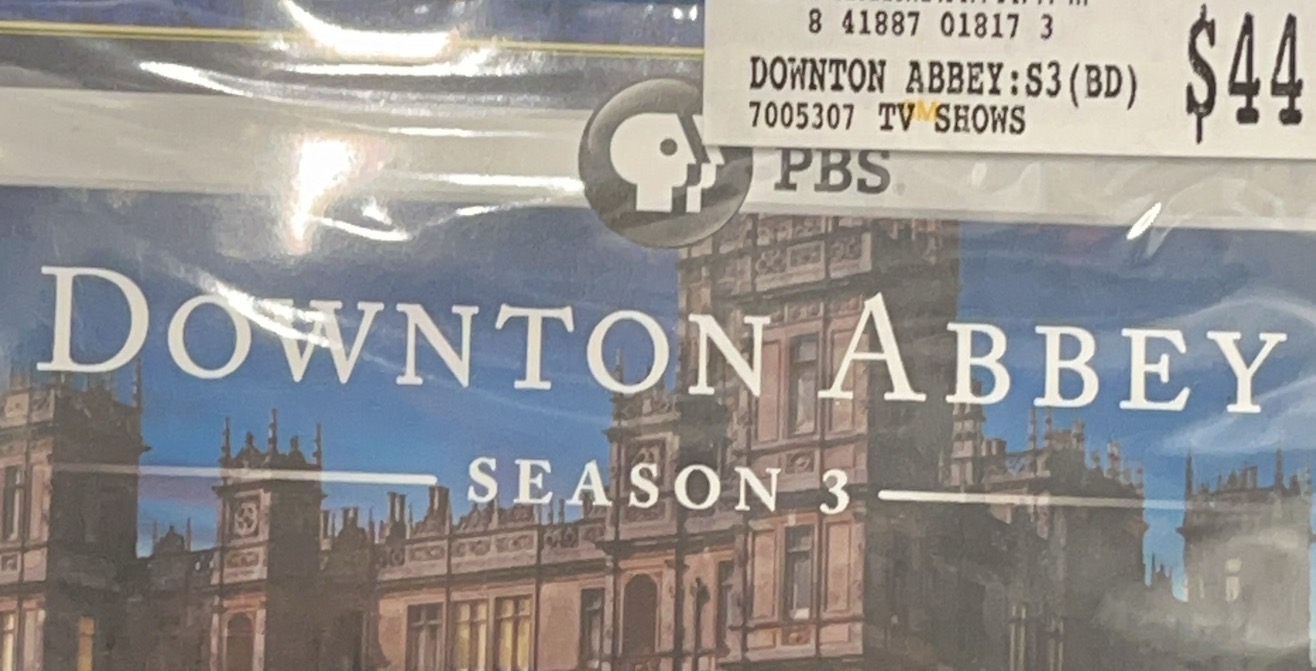 8 41887 01817 3
DOWNTON ABBEY:S3(BD)
$44
7005307 TV SHOWS
PBS
DOWNTON ABBEY
SEASON 3